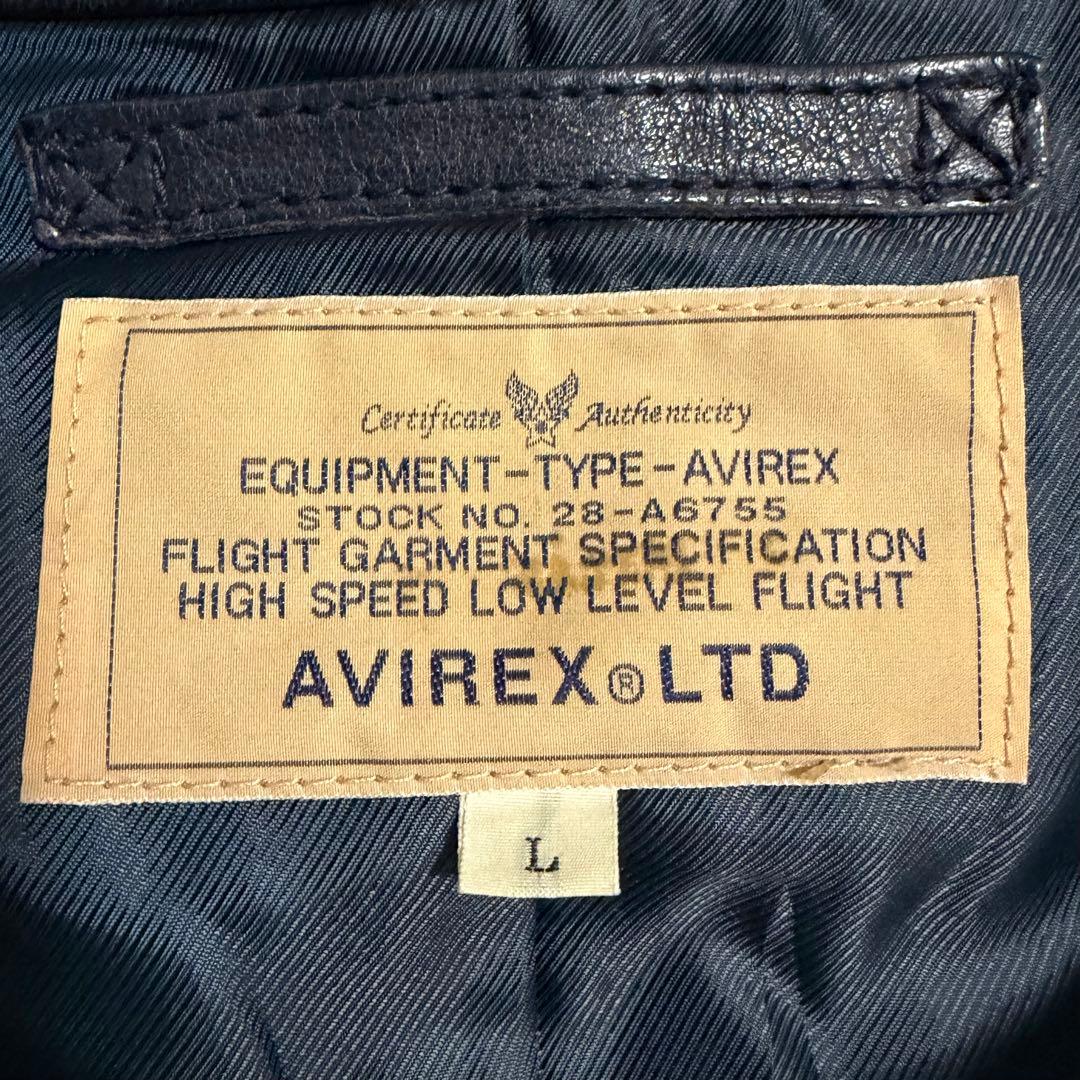 Certificate Authenticity
EQUIPMENT-TYPE-AVIREX
STOCK NO. 28-A6755
FLIGHT GARMENT SPECIFICATION
HIGH SPEED LOW LEVEL FLIGHT
AVIREX® LTD
L